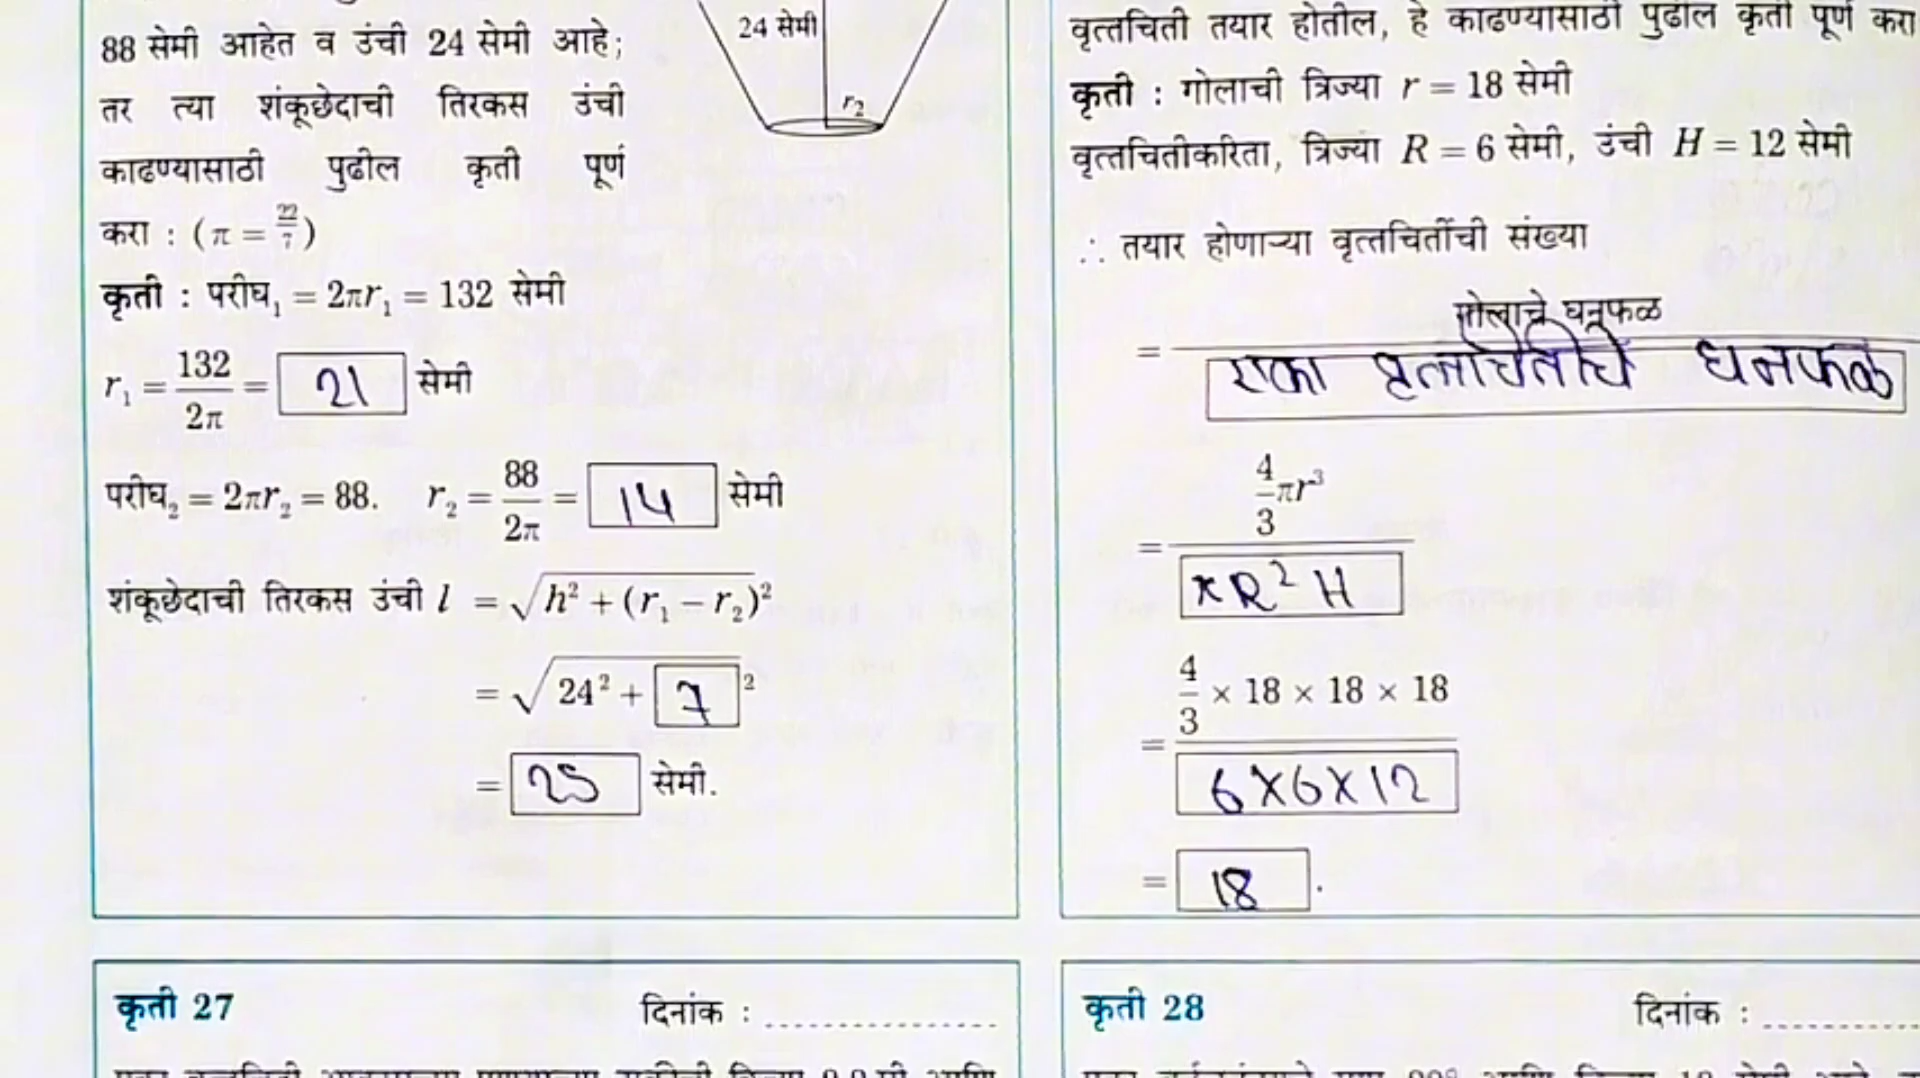 88 सेमी आहेत व उंची 24 सेमी आहे;
तर त्या शंकूछेदाची तिरकस उंची
काढण्यासाठी पुढील कृती पूर्ण
करा : (π = 22/7)
24 सेमी
r₂
कृती : परीघ₁ = 2πr₁ = 132 सेमी
r₁ = 132/2π = 21 सेमी
परीघ₂ = 2πr₂ = 88. r₂ = 88/2π = 14 सेमी
शंकूछेदाची तिरकस उंची l = √h² + (r₁ − r₂)²
= √24² + 7²
= 25 सेमी.
वृत्तचिती तयार होतील, हे काढण्यासाठी पुढील कृती पूर्ण करा
कृती : गोलाची त्रिज्या r = 18 सेमी
वृत्तचितीकरिता, त्रिज्या R = 6 सेमी, उंची H = 12 सेमी
∴ तयार होणाऱ्या वृत्तचितींची संख्या
= गोलाचे घनफळ / एका वृत्तचितीचे घनफळ
= 4/3 πr³ / πR²H
= 4/3 × 18 × 18 × 18 / 6×6×12
= 18 .
कृती 27 दिनांक :
कृती 28 दिनांक :